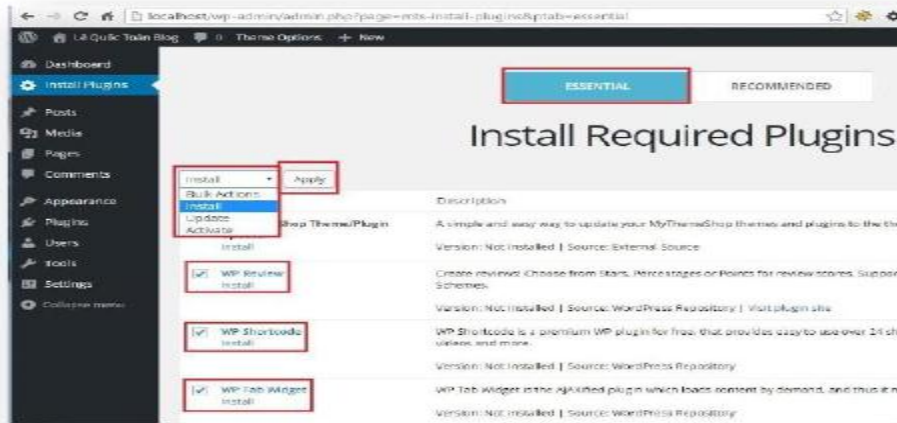 localhost/wp-admin/admin.php?page=mts-install-plugins&ptab=essential
Lê Quốc Toàn Blog 0 Theme Options + New
Dashboard
Install Plugins
Posts
Media
Pages
Comments
Appearance
Plugins
Users
Tools
Settings
Collapse menu
ESSENTIAL
RECOMMENDED
Install Required Plugins
Install
Apply
Bulk Actions
Install
Update
Activate
Description
Shop Theme/Plugin
Install
A simple and easy way to update your MyThemeShop themes and plugins to the
Version: Not Installed | Source: External Source
WP Review
Install
Create reviews! Choose from Stars, Percentages or Points for review scores.
Schemes.
Version: Not Installed | Source: WordPress Repository | Visit plugin site
WP Shortcode
Install
WP Shortcode is a premium WP plugin for free, that provides easy to use over 24
videos and more.
Version: Not Installed | Source: WordPress Repository
WP Tab Widget
Install
WP Tab Widget is the AJAXified plugin which loads content by demand, and thus it
Version: Not Installed | Source: WordPress Repository